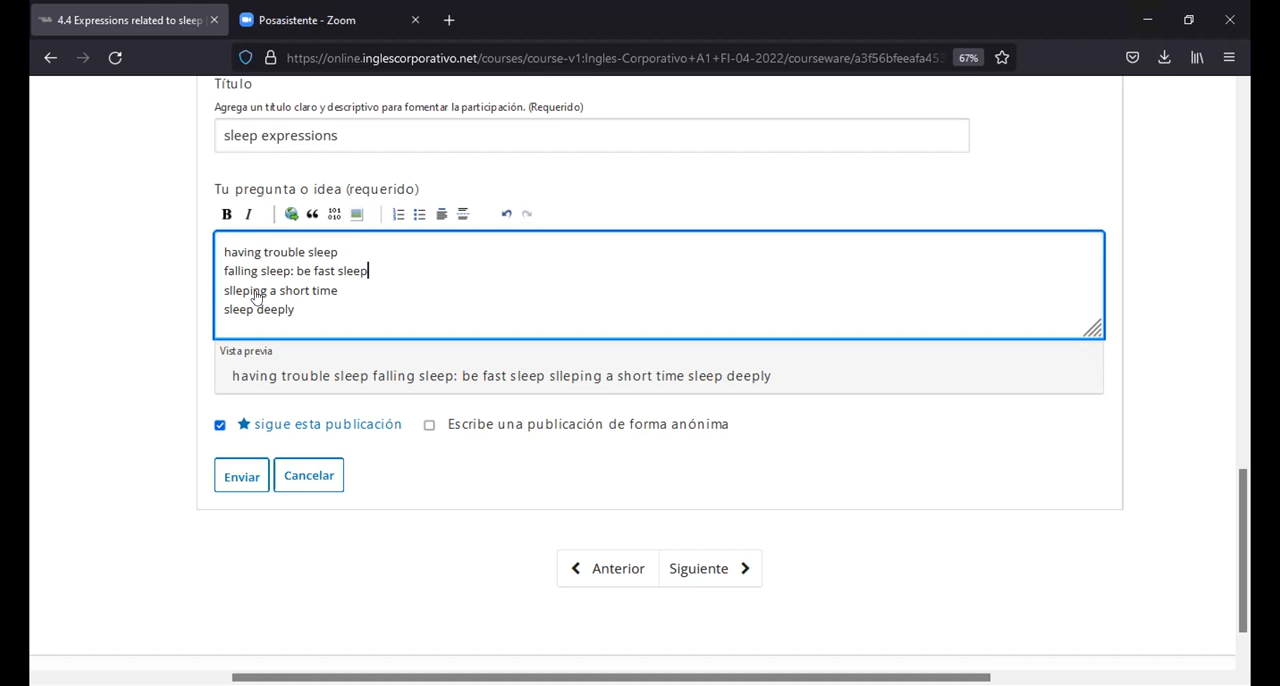 4.4 Expressions related to sleep
Posasistente - Zoom
https://online.inglescorporativo.net/courses/course-v1:Ingles-Corporativo+A1+FI-04-2022/courseware/a3f56bfeeafa453
67%
Título
Agrega un título claro y descriptivo para fomentar la participación. (Requerido)
sleep expressions
Tu pregunta o idea (requerido)
B I
having trouble sleep
falling sleep: be fast sleep
slleping a short time
sleep deeply
Vista previa
having trouble sleep falling sleep: be fast sleep slleping a short time sleep deeply
sigue esta publicación Escribe una publicación de forma anónima
Enviar Cancelar
Anterior Siguiente